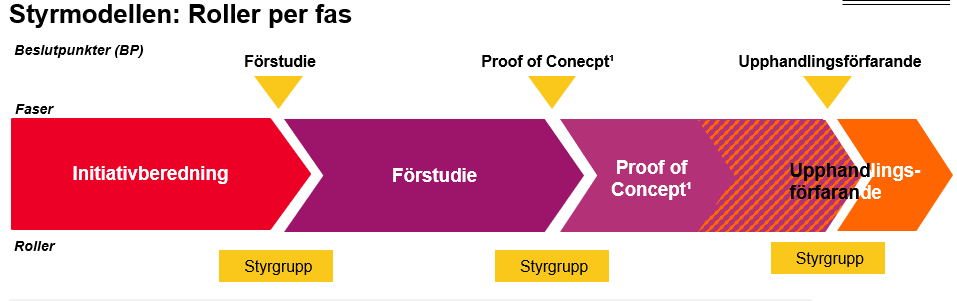 Styrmodellen: Roller per fas
Beslutpunkter (BP)
Förstudie
Proof of Conecpt¹
Upphandlingsförfarande
Faser
Initiativberedning
Förstudie
Proof of
Concept¹
Upphandlings-
förfarande
Roller
Styrgrupp
Styrgrupp
Styrgrupp